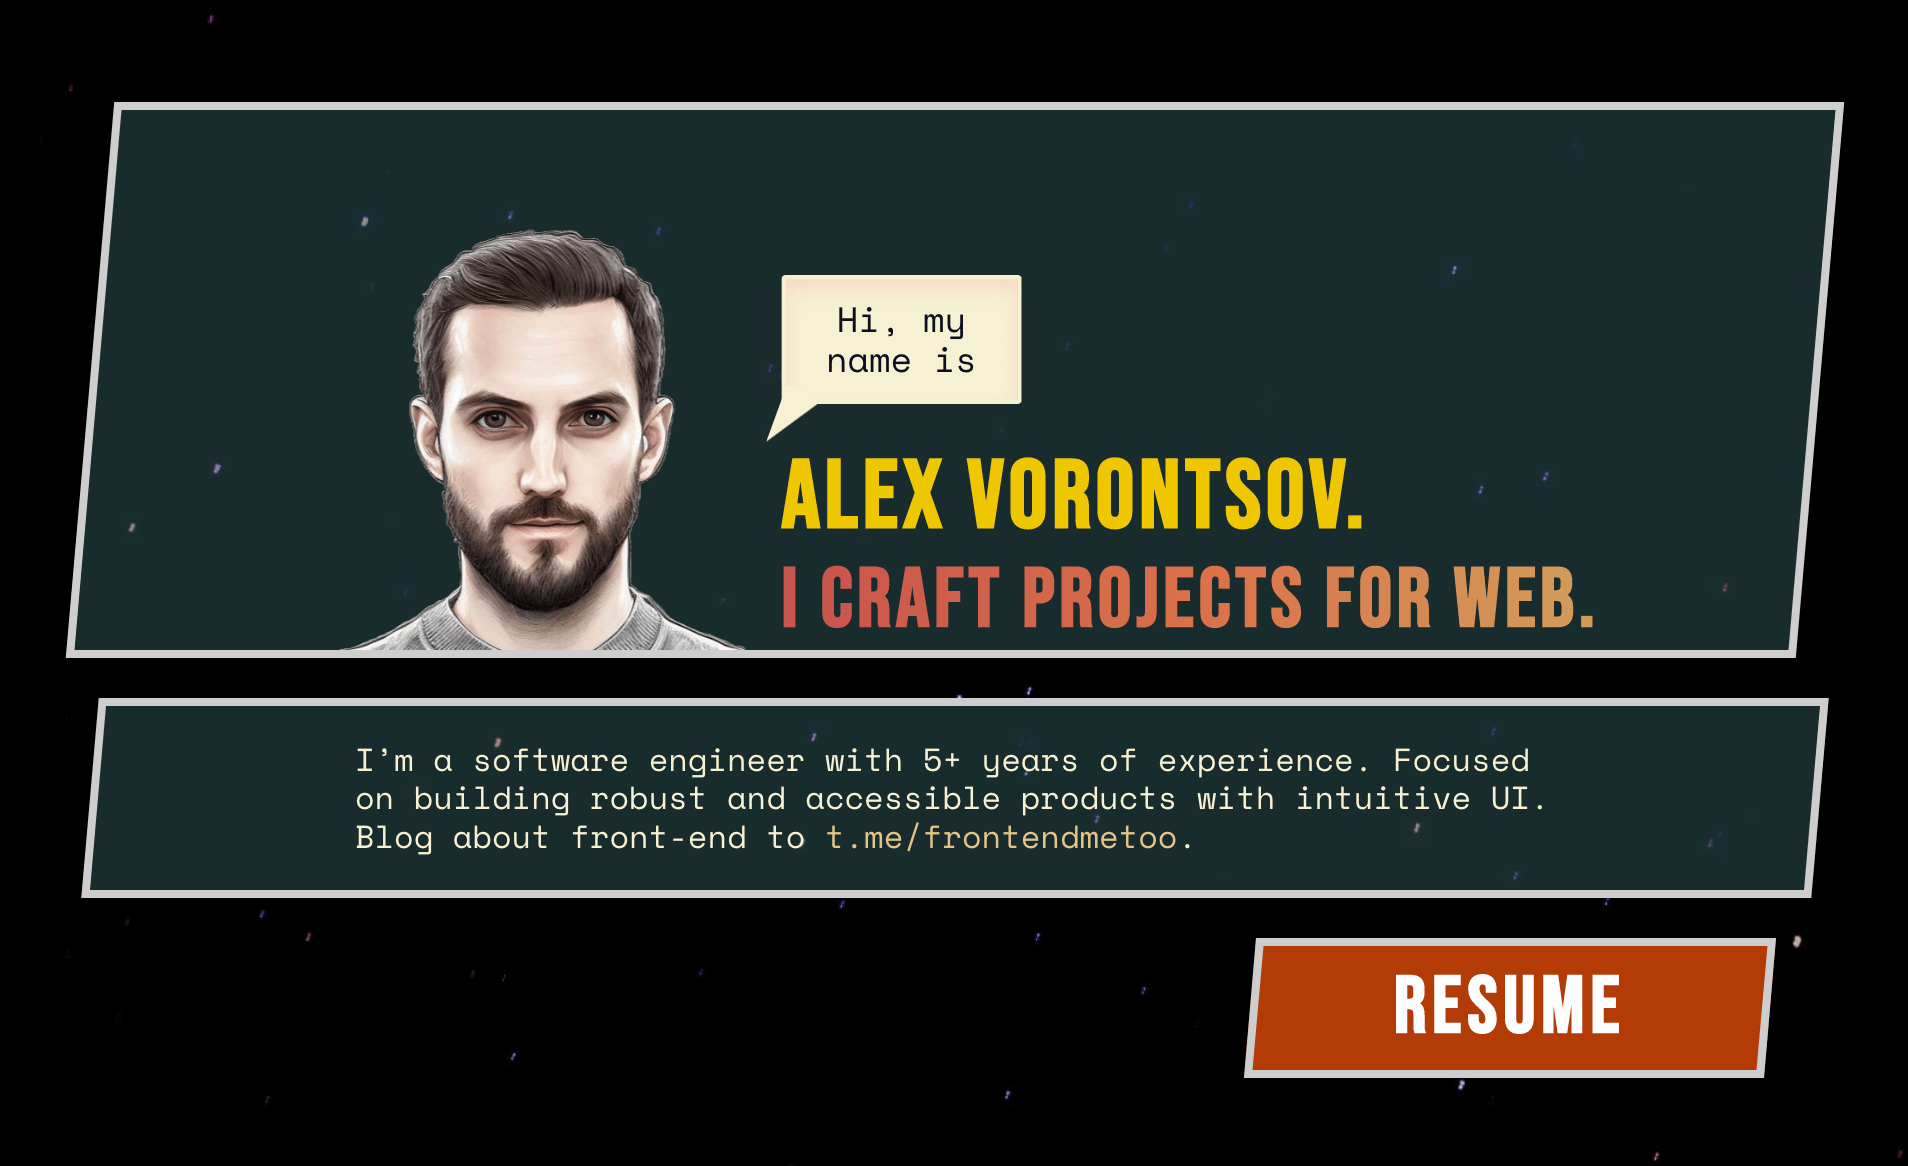 Hi, my
name is
ALEX VORONTSOV.
I CRAFT PROJECTS FOR WEB.
I’m a software engineer with 5+ years of experience. Focused
on building robust and accessible products with intuitive UI.
Blog about front-end to t.me/frontendmetoo.
RESUME